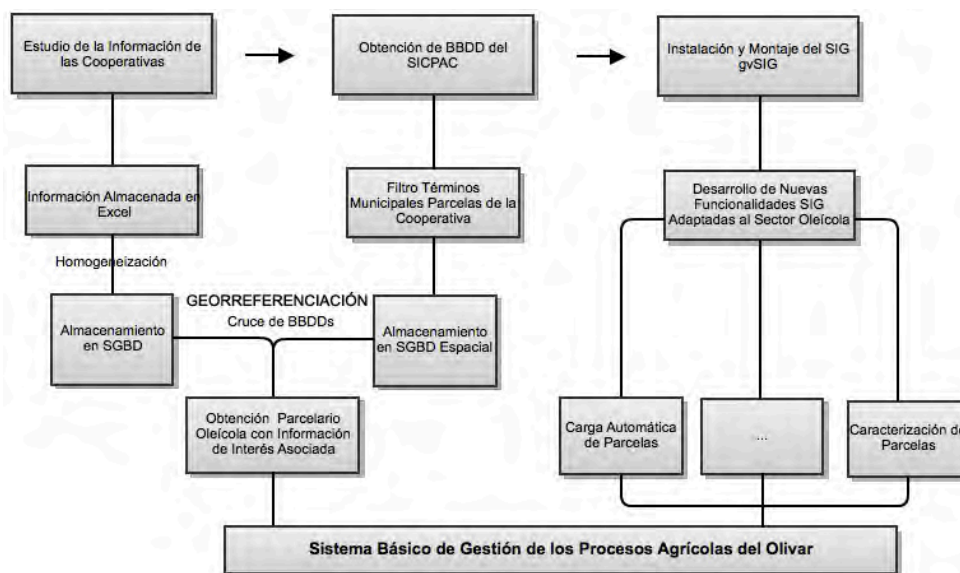 Estudio de la Información de
las Cooperativas
Obtención de BBDD del
SICPAC
Instalación y Montaje del SIG
gvSIG
Información Almacenada en
Excel
Filtro Términos
Municipales Parcelas de la
Cooperativa
Desarrollo de Nuevas
Funcionalidades SIG
Adaptadas al Sector Oleícola
Homogeneización
GEORREFERENCIACIÓN
Cruce de BBDDs
Almacenamiento
en SGBD
Almacenamiento
en SGBD Espacial
Obtención Parcelario
Oleícola con Información
de Interés Asociada
Carga Automática
de Parcelas
...
Caracterización de
Parcelas
Sistema Básico de Gestión de los Procesos Agrícolas del Olivar